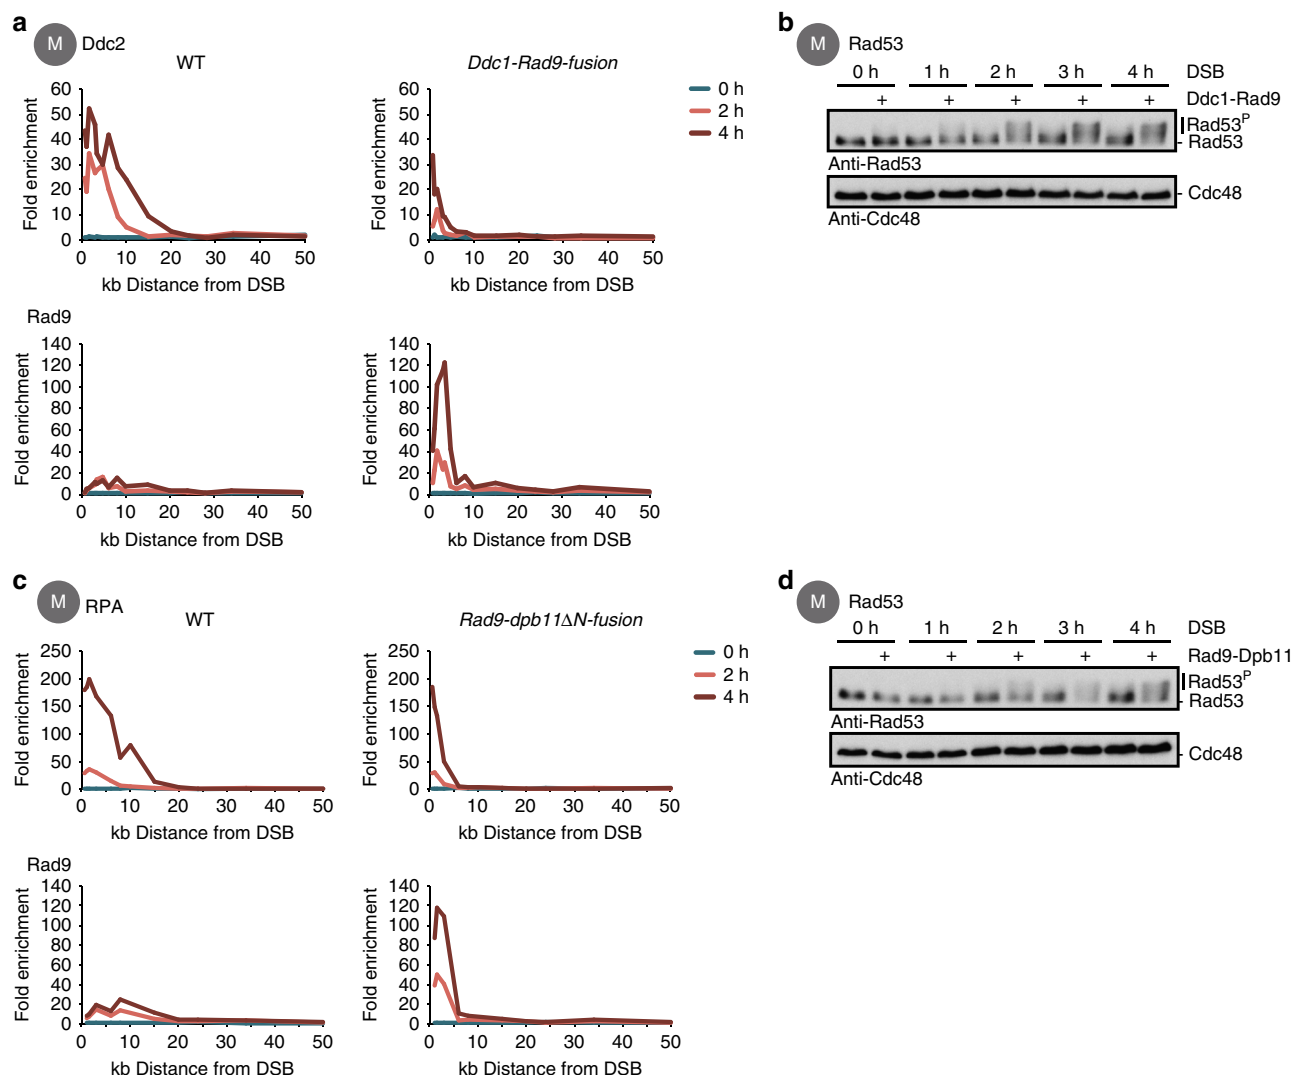 a
M Ddc2
WT
Ddc1-Rad9-fusion
0 h
2 h
4 h
Fold enrichment
60
50
40
30
20
10
0
0 10 20 30 40 50
kb Distance from DSB
Fold enrichment
60
50
40
30
20
10
0
0 10 20 30 40 50
kb Distance from DSB
Rad9
Fold enrichment
140
120
100
80
60
40
20
0
0 10 20 30 40 50
kb Distance from DSB
Fold enrichment
140
120
100
80
60
40
20
0
0 10 20 30 40 50
kb Distance from DSB
b
M Rad53
0 h 1 h 2 h 3 h 4 h DSB
+ + + + + Ddc1-Rad9
Rad53ᴾ
- Rad53
Anti-Rad53
- Cdc48
Anti-Cdc48
c
M RPA
WT
Rad9-dpb11ΔN-fusion
0 h
2 h
4 h
Fold enrichment
250
200
150
100
50
0
0 10 20 30 40 50
kb Distance from DSB
Fold enrichment
250
200
150
100
50
0
0 10 20 30 40 50
kb Distance from DSB
Rad9
Fold enrichment
140
120
100
80
60
40
20
0
0 10 20 30 40 50
kb Distance from DSB
Fold enrichment
140
120
100
80
60
40
20
0
0 10 20 30 40 50
kb Distance from DSB
d
M Rad53
0 h 1 h 2 h 3 h 4 h DSB
+ + + + + Rad9-Dpb11
Rad53ᴾ
- Rad53
Anti-Rad53
- Cdc48
Anti-Cdc48